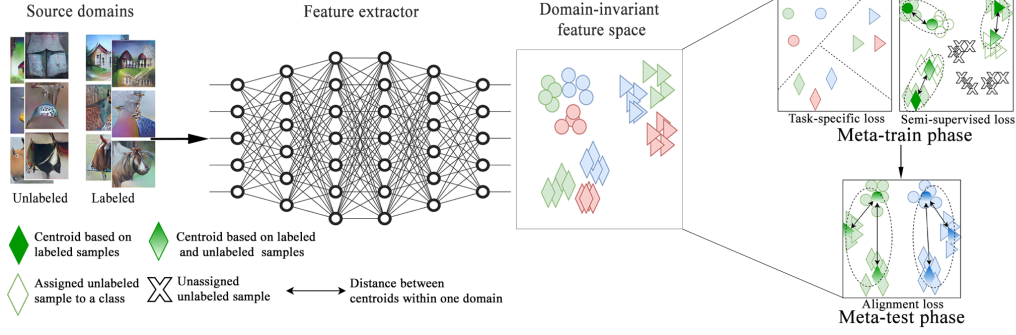 Source domains
Feature extractor
Domain-invariant
feature space
Unlabeled
Labeled
Task-specific loss
Semi-supervised loss
Meta-train phase
Alignment loss
Meta-test phase
Centroid based on
labeled samples
Centroid based on labeled
and unlabeled samples
Assigned unlabeled
sample to a class
Unassigned
unlabeled sample
Distance between
centroids within one domain